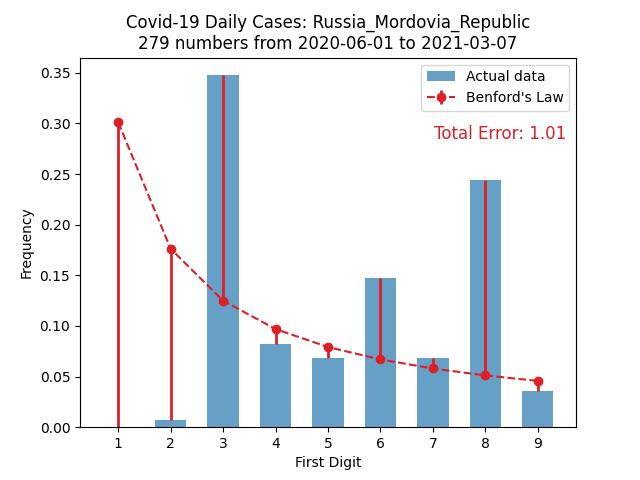 Covid-19 Daily Cases: Russia_Mordovia_Republic
279 numbers from 2020-06-01 to 2021-03-07
Actual data
Benford's Law
Total Error: 1.01
Frequency
0.35
0.30
0.25
0.20
0.15
0.10
0.05
0.00
1 2 3 4 5 6 7 8 9
First Digit